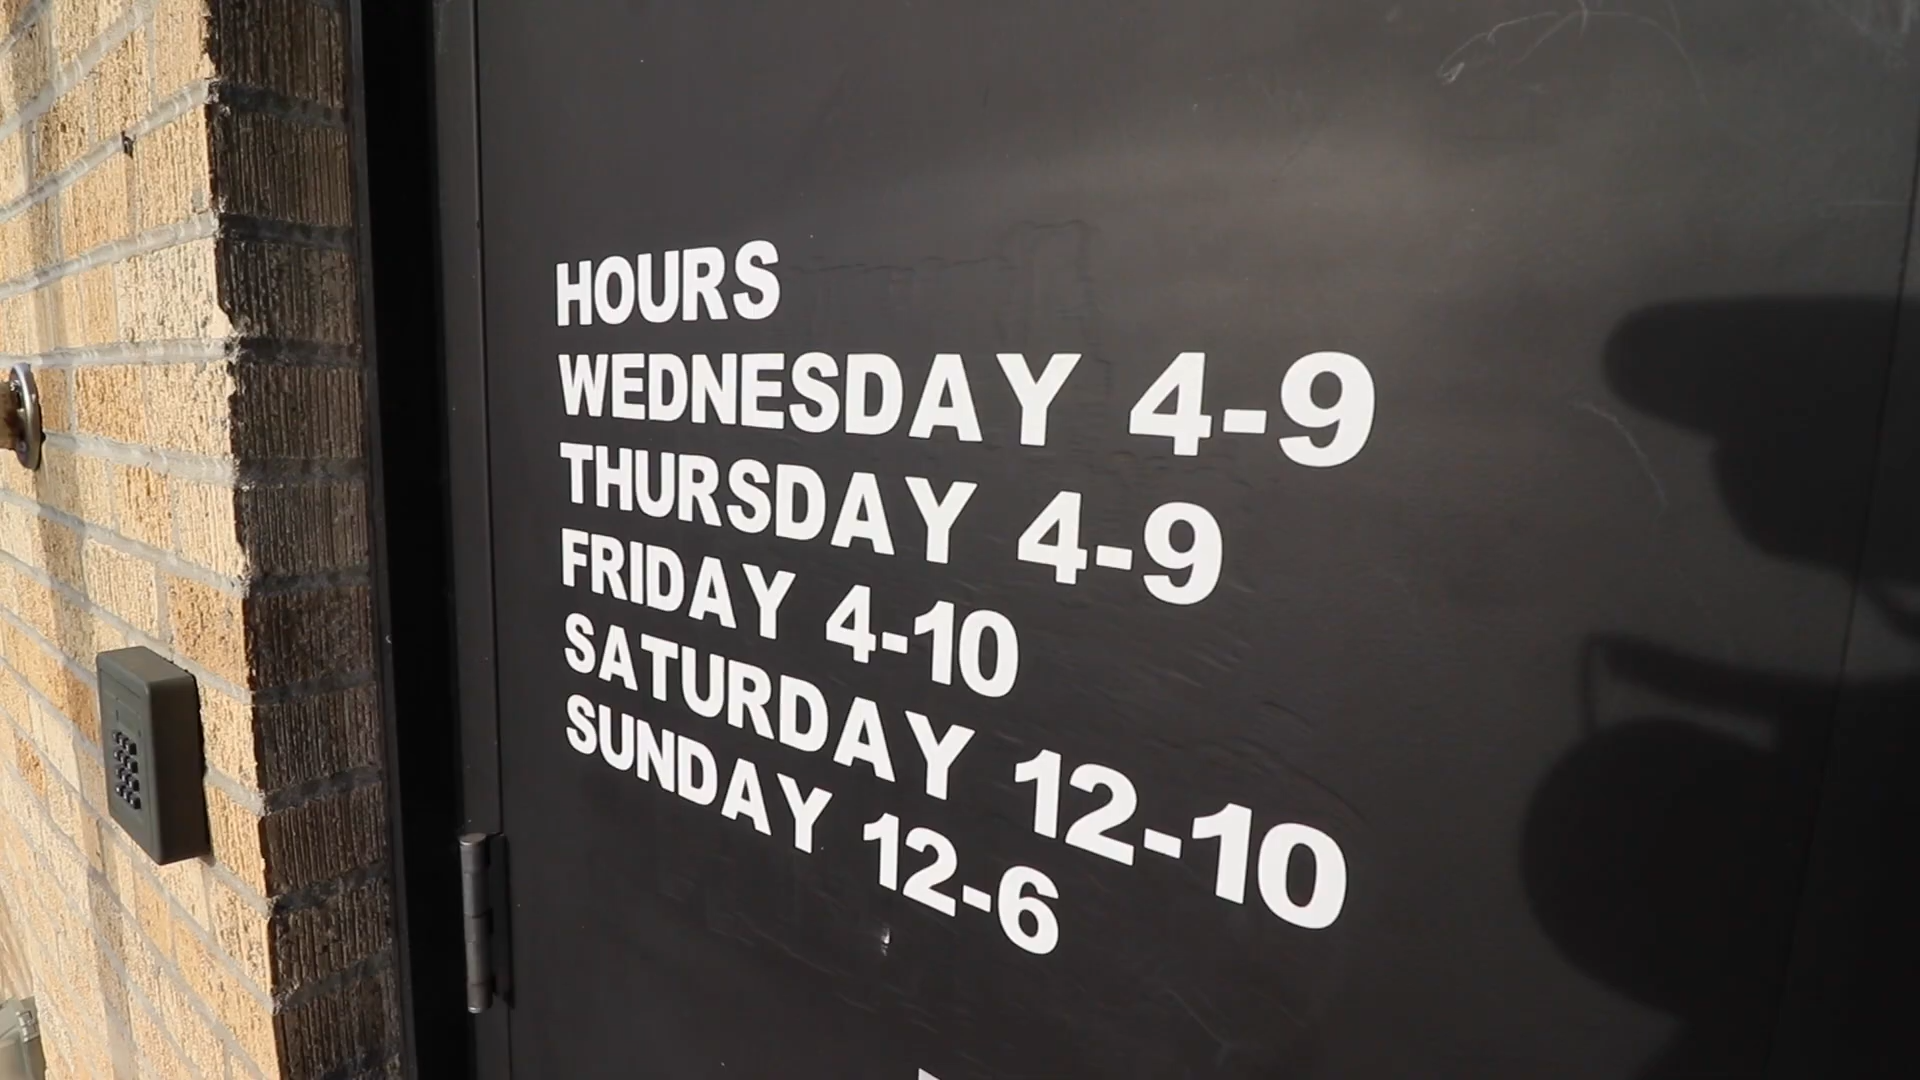 HOURS
WEDNESDAY 4-9
THURSDAY 4-9
FRIDAY 4-10
SATURDAY 12-10
SUNDAY 12-6